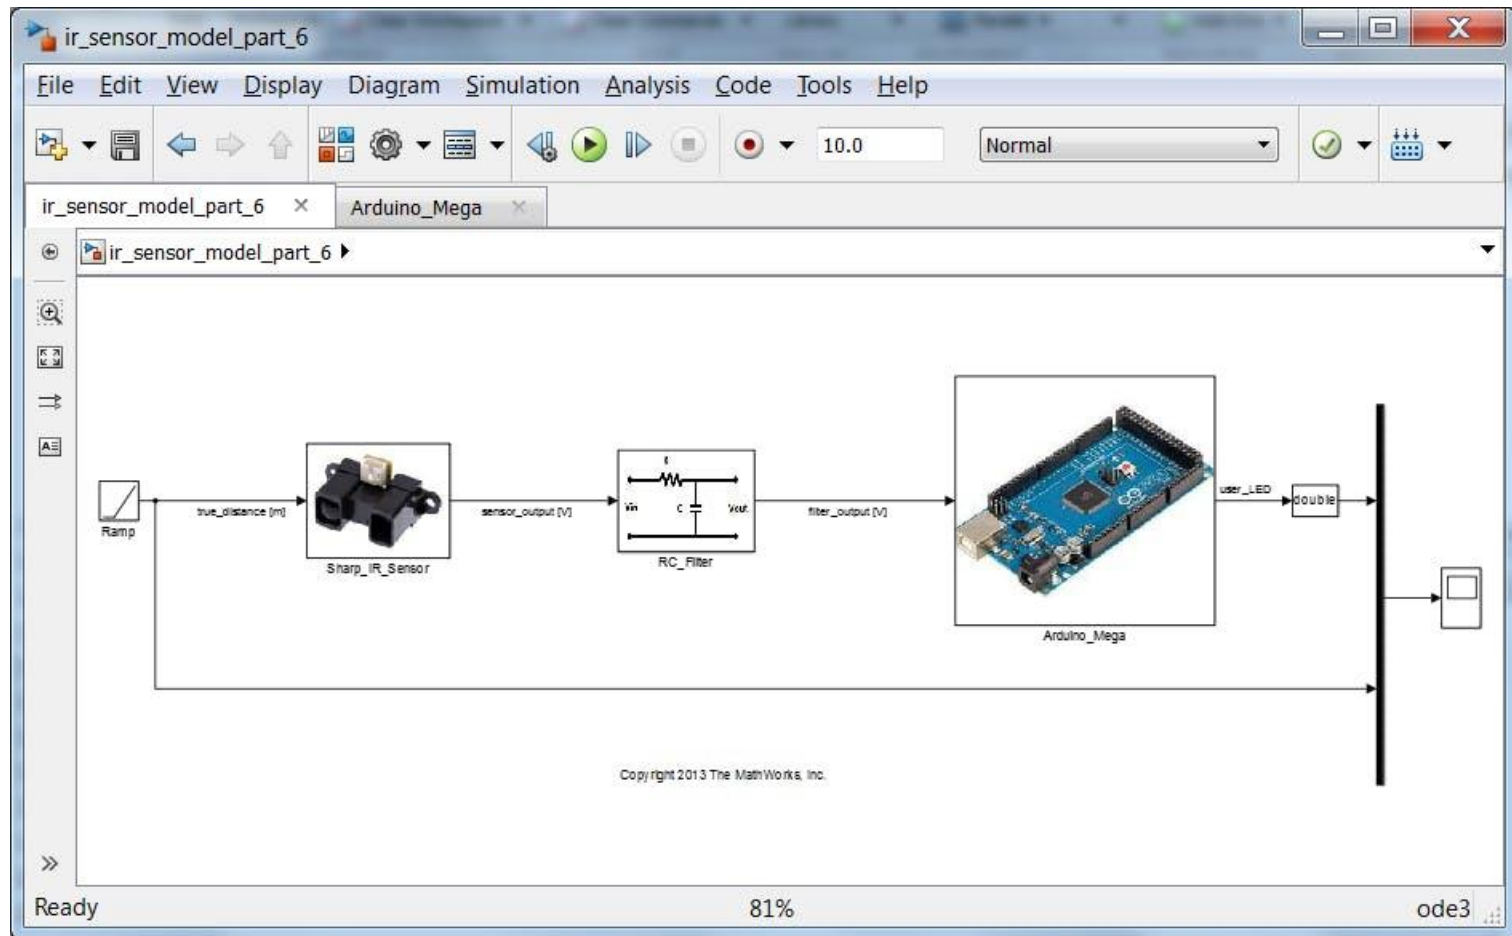 ir_sensor_model_part_6
File Edit View Display Diagram Simulation Analysis Code Tools Help
10.0 Normal
ir_sensor_model_part_6 Arduino_Mega
ir_sensor_model_part_6
Ramp
true_distance [m]
Sharp_IR_Sensor
sensor_output [V]
Vin
C
Vout
RC_Filter
filter_output [V]
Arduino_Mega
user_LED
double
Copyright 2013 The MathWorks, Inc.
Ready 81% ode3